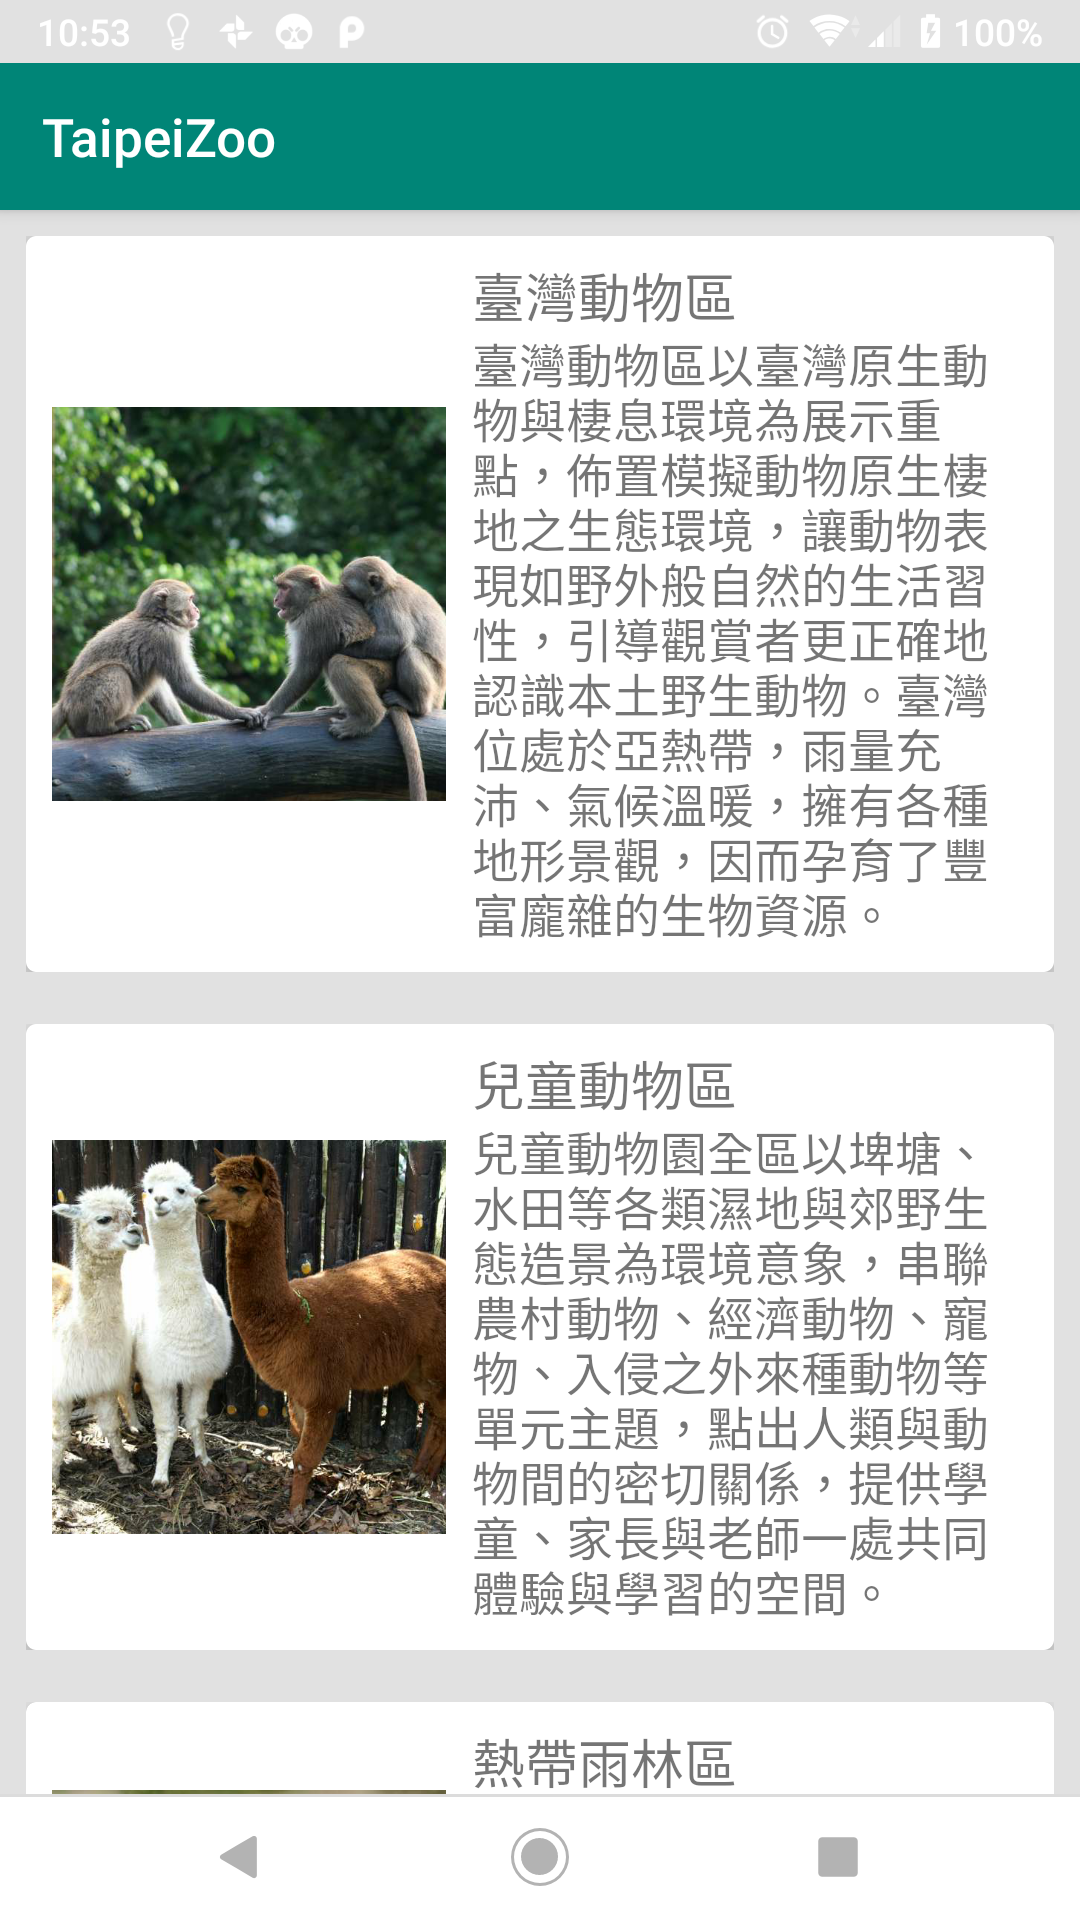 10:53
100%
TaipeiZoo
臺灣動物區
臺灣動物區以臺灣原生動
物與棲息環境為展示重
點，佈置模擬動物原生棲
地之生態環境，讓動物表
現如野外般自然的生活習
性，引導觀賞者更正確地
認識本土野生動物。臺灣
位處於亞熱帶，雨量充
沛、氣候溫暖，擁有各種
地形景觀，因而孕育了豐
富龐雜的生物資源。
兒童動物區
兒童動物園全區以埤塘、
水田等各類濕地與郊野生
態造景為環境意象，串聯
農村動物、經濟動物、寵
物、入侵之外來種動物等
單元主題，點出人類與動
物間的密切關係，提供學
童、家長與老師一處共同
體驗與學習的空間。
熱帶雨林區